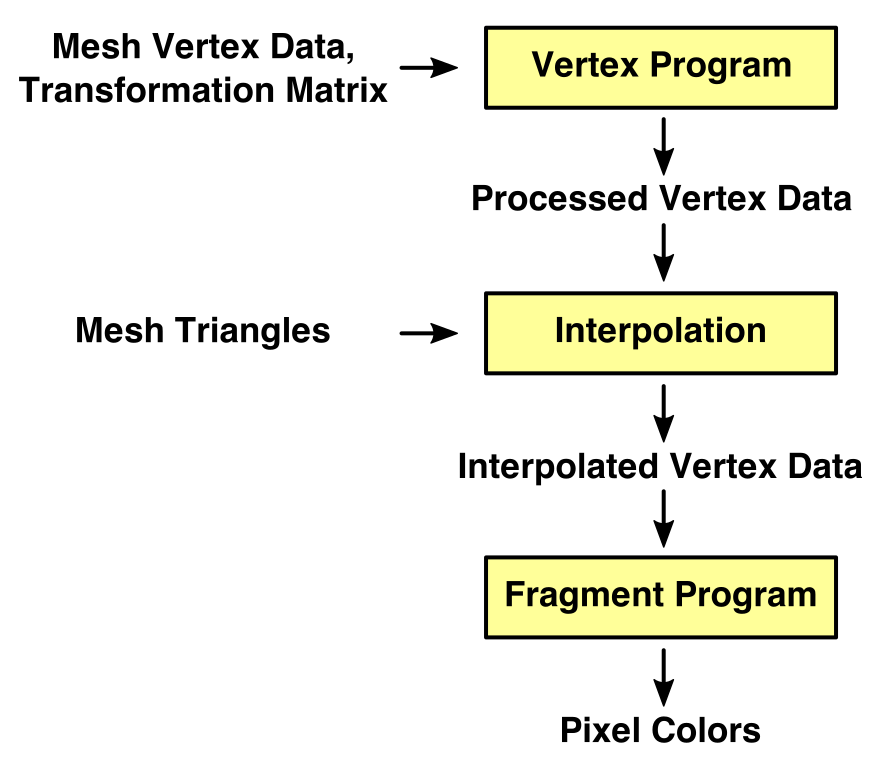 Mesh Vertex Data,
Transformation Matrix
Vertex Program
Processed Vertex Data
Mesh Triangles
Interpolation
Interpolated Vertex Data
Fragment Program
Pixel Colors